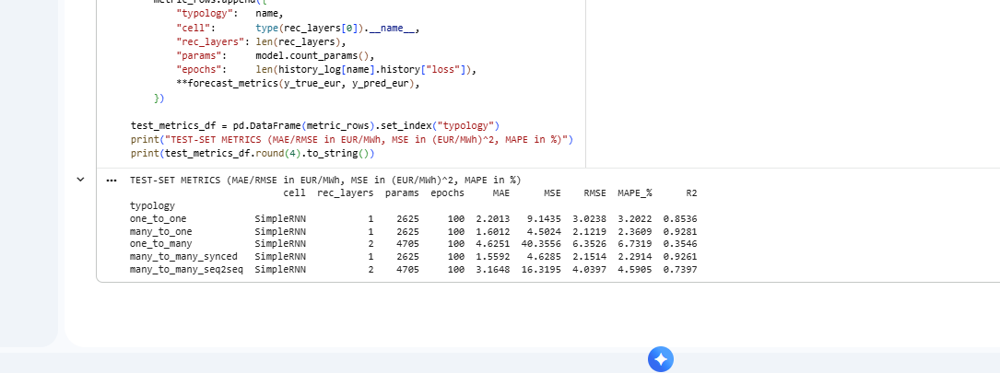 metric_rows.append({
"typology": name,
"cell": type(rec_layers[0]).__name__,
"rec_layers": len(rec_layers),
"params": model.count_params(),
"epochs": len(history_log[name].history["loss"]),
**forecast_metrics(y_true_eur, y_pred_eur),
})
test_metrics_df = pd.DataFrame(metric_rows).set_index("typology")
print("TEST-SET METRICS (MAE/RMSE in EUR/MWh, MSE in (EUR/MWh)^2, MAPE in %)")
print(test_metrics_df.round(4).to_string())
TEST-SET METRICS (MAE/RMSE in EUR/MWh, MSE in (EUR/MWh)^2, MAPE in %)
cell rec_layers params epochs MAE MSE RMSE MAPE_% R2
typology
one_to_one SimpleRNN 1 2625 100 2.2013 9.1435 3.0238 3.2022 0.8536
many_to_one SimpleRNN 1 2625 100 1.6012 4.5024 2.1219 2.3609 0.9281
one_to_many SimpleRNN 2 4705 100 4.6251 40.3556 6.3526 6.7319 0.3546
many_to_many_synced SimpleRNN 1 2625 100 1.5592 4.6285 2.1514 2.2914 0.9261
many_to_many_seq2seq SimpleRNN 2 4705 100 3.1648 16.3195 4.0397 4.5905 0.7397